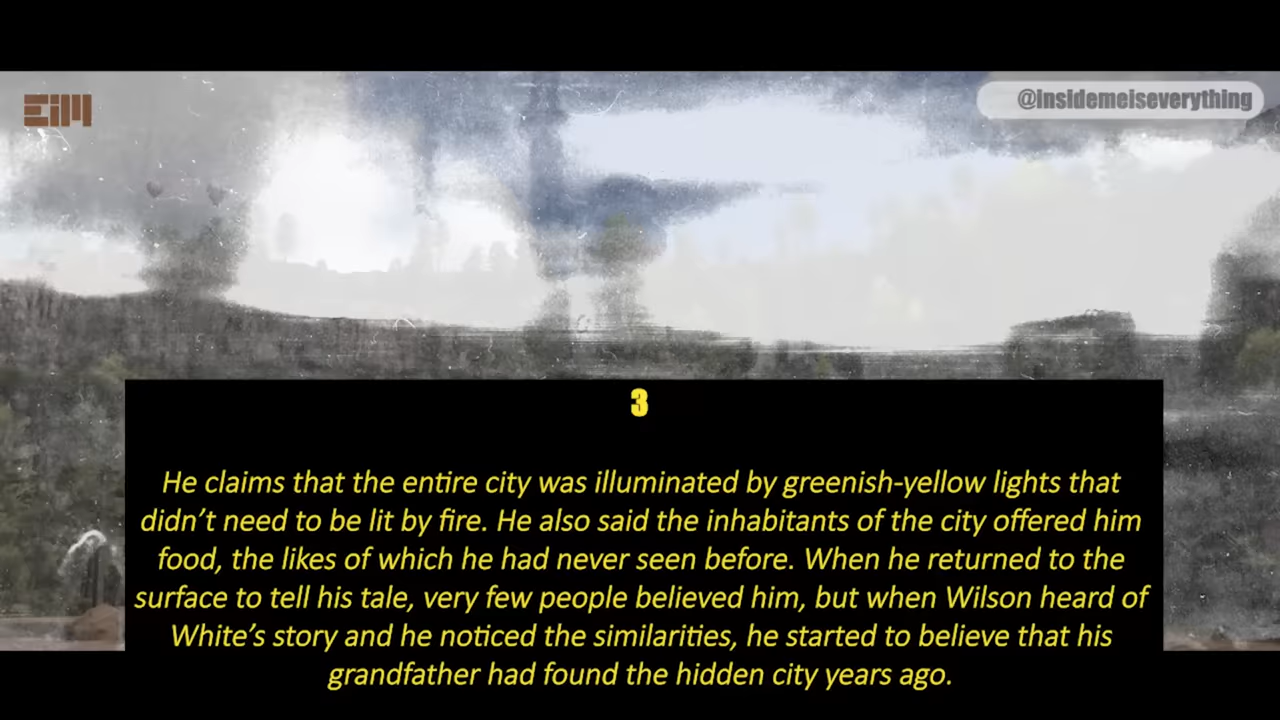 EiM
@Insidemeiseverything
3
He claims that the entire city was illuminated by greenish-yellow lights that
didn't need to be lit by fire. He also said the inhabitants of the city offered him
food, the likes of which he had never seen before. When he returned to the
surface to tell his tale, very few people believed him, but when Wilson heard of
White's story and he noticed the similarities, he started to believe that his
grandfather had found the hidden city years ago.